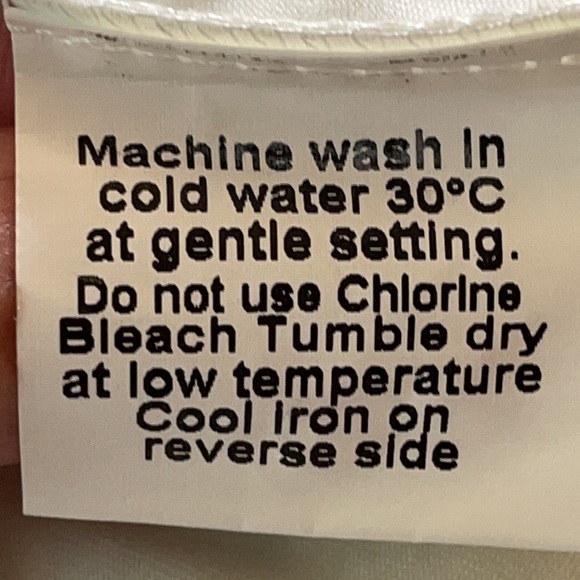 Machine wash in
cold water 30°C
at gentle setting.
Do not use Chlorine
Bleach Tumble dry
at low temperature
Cool iron on
reverse side